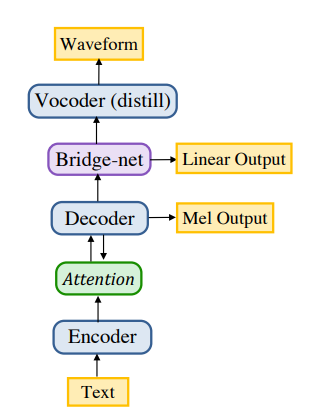 Waveform
Vocoder (distill)
Bridge-net
Linear Output
Decoder
Mel Output
Attention
Encoder
Text